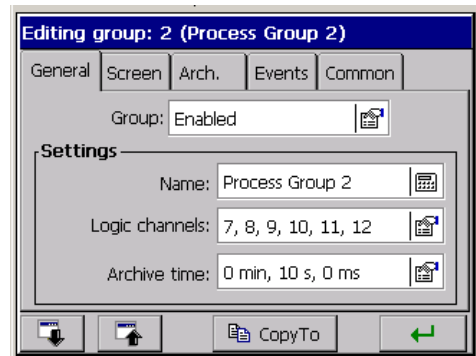 Editing group: 2 (Process Group 2)
General Screen Arch. Events Common
Group: Enabled
Settings
Name: Process Group 2
Logic channels: 7, 8, 9, 10, 11, 12
Archive time: 0 min, 10 s, 0 ms
CopyTo